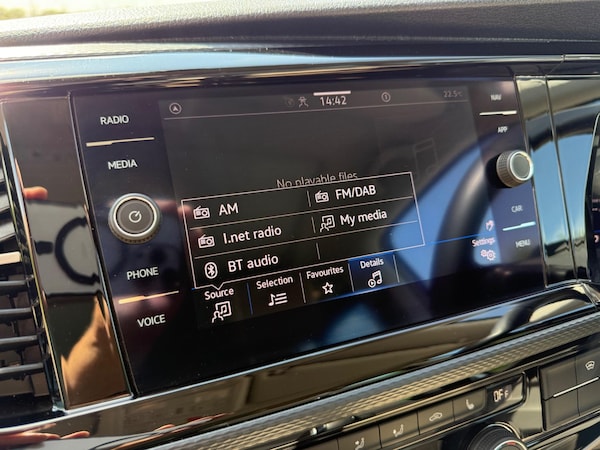 RADIO
MEDIA
PHONE
VOICE
14:42
22.5
No playable files
AM
FM/DAB
I.net radio
My media
BT audio
Source
Selection
Favourites
Details
Settings
NAV
APP
CAR
MENU